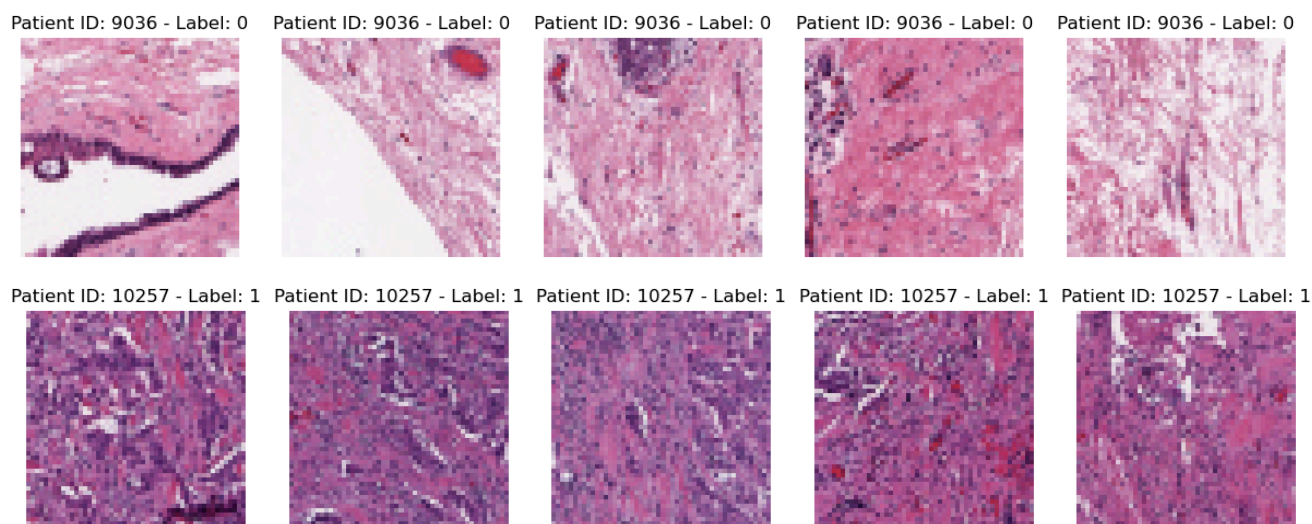 Patient ID: 9036 - Label: 0 Patient ID: 9036 - Label: 0 Patient ID: 9036 - Label: 0 Patient ID: 9036 - Label: 0 Patient ID: 9036 - Label: 0
Patient ID: 10257 - Label: 1 Patient ID: 10257 - Label: 1 Patient ID: 10257 - Label: 1 Patient ID: 10257 - Label: 1 Patient ID: 10257 - Label: 1